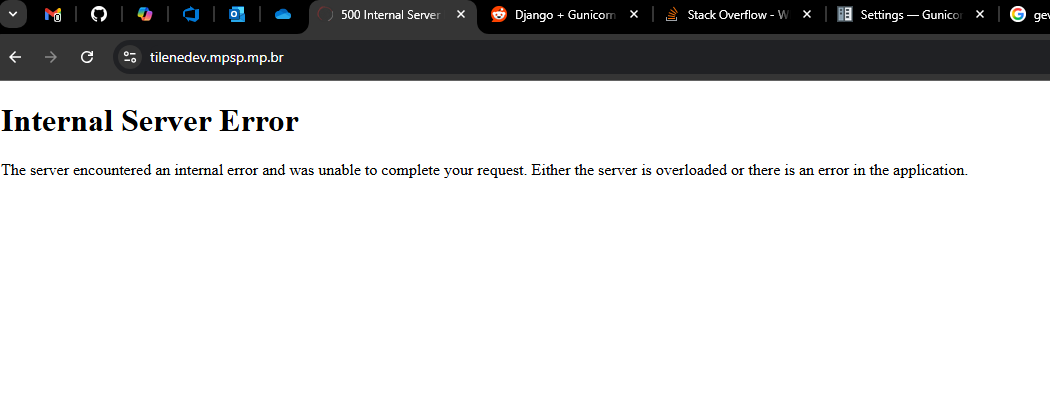 500 Internal Server
Django + Gunicorn
Stack Overflow - W
Settings — Gunico
gev
tilenedev.mpsp.mp.br
Internal Server Error
The server encountered an internal error and was unable to complete your request. Either the server is overloaded or there is an error in the application.